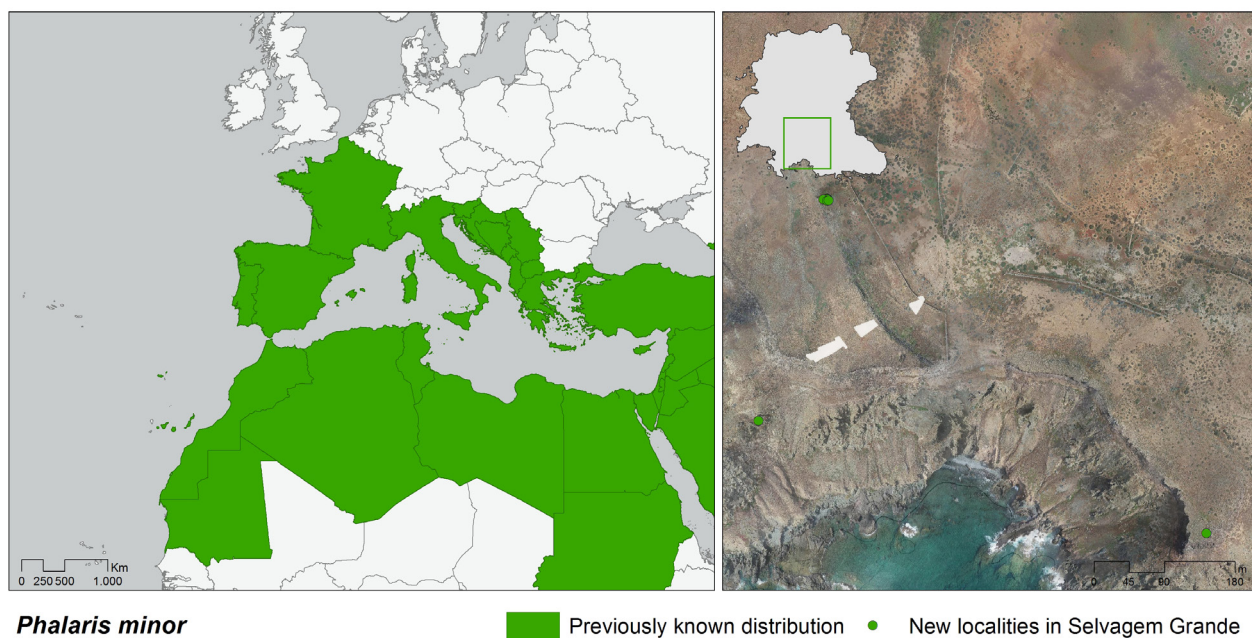 Km
0 250 500 1.000
m
0 45 90 180
Phalaris minor
Previously known distribution
New localities in Selvagem Grande